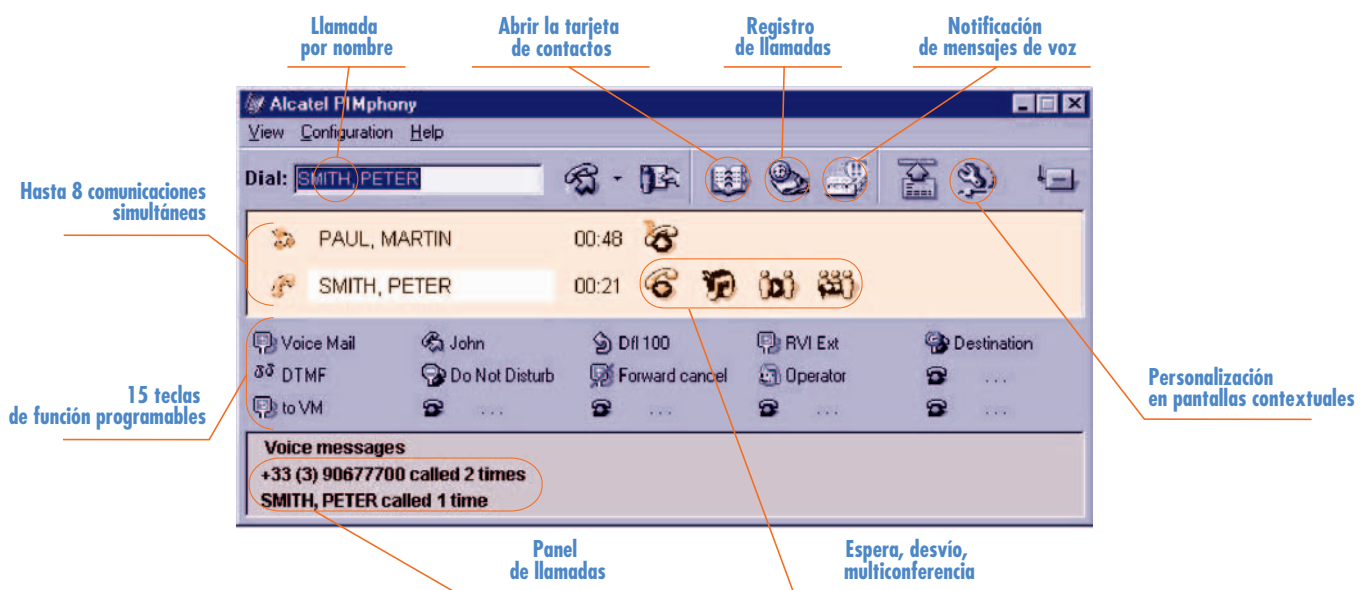 Llamada
por nombre
Abrir la tarjeta
de contactos
Registro
de llamadas
Notificación
de mensajes de voz
Alcatel PIMphony
View Configuration Help
Dial: SMITH, PETER
Hasta 8 comunicaciones
simultáneas
PAUL, MARTIN 00:48
SMITH, PETER 00:21
Voice Mail John Dfl 100 RVI Ext Destination
DTMF Do Not Disturb Forward cancel Operator ...
to VM ... ... ... ...
15 teclas
de función programables
Personalización
en pantallas contextuales
Voice messages
+33 (3) 90677700 called 2 times
SMITH, PETER called 1 time
Panel
de llamadas
Espera, desvío,
multiconferencia